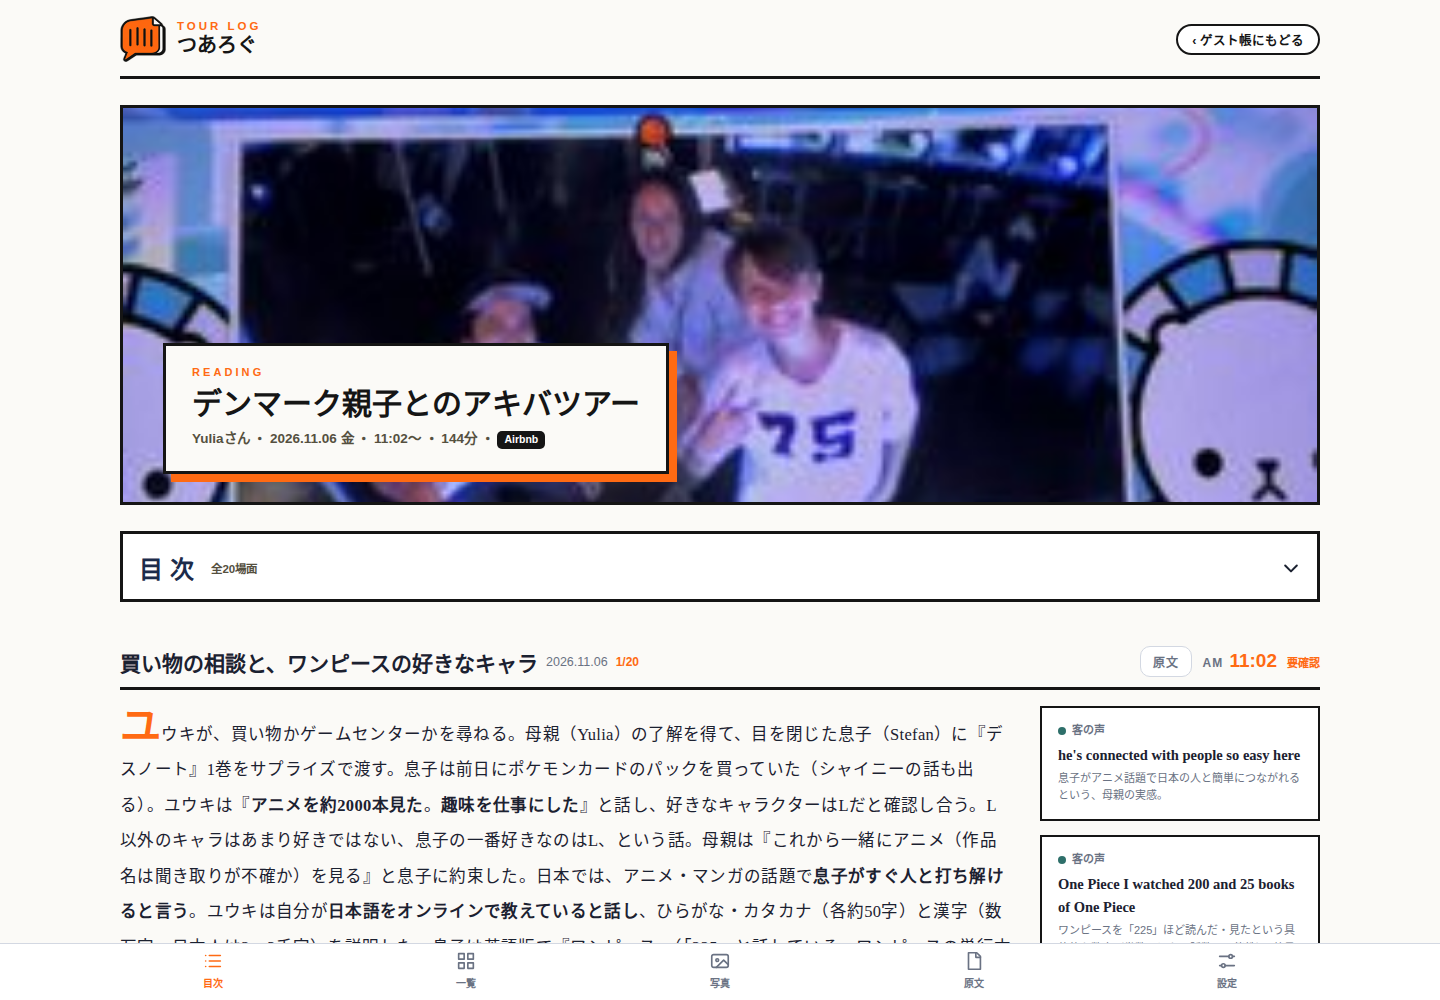 TOUR LOG
つあろぐ
‹ ゲスト帳にもどる
75
READING
デンマーク親子とのアキバツアー
Yuliaさん ・ 2026.11.06 金 ・ 11:02〜 ・ 144分 ・ Airbnb
目次 全20場面
買い物の相談と、ワンピースの好きなキャラ 2026.11.06 1/20
原文 AM 11:02 要確認
ユウキが、買い物かゲームセンターかを尋ねる。母親（Yulia）の了解を得て、目を閉じた息子（Stefan）に『デ
スノート』1巻をサプライズで渡す。息子は前日にポケモンカードのパックを買っていた（シャイニーの話も出
る）。ユウキは『アニメを約2000本見た。趣味を仕事にした』と話し、好きなキャラクターはLだと確認し合う。L
以外のキャラはあまり好きではない、息子の一番好きなのはL、という話。母親は『これから一緒にアニメ（作品
名は聞き取りが不確か）を見る』と息子に約束した。日本では、アニメ・マンガの話題で息子がすぐ人と打ち解け
ると言う。ユウキは自分が日本語をオンラインで教えていると話し、ひらがな・カタカナ（各約50字）と漢字（数
客の声
he's connected with people so easy here
息子がアニメ話題で日本の人と簡単につながれる
という、母親の実感。
客の声
One Piece I watched 200 and 25 books
of One Piece
ワンピースを「225」ほど読んだ・見たという具
目次
一覧
写真
原文
設定